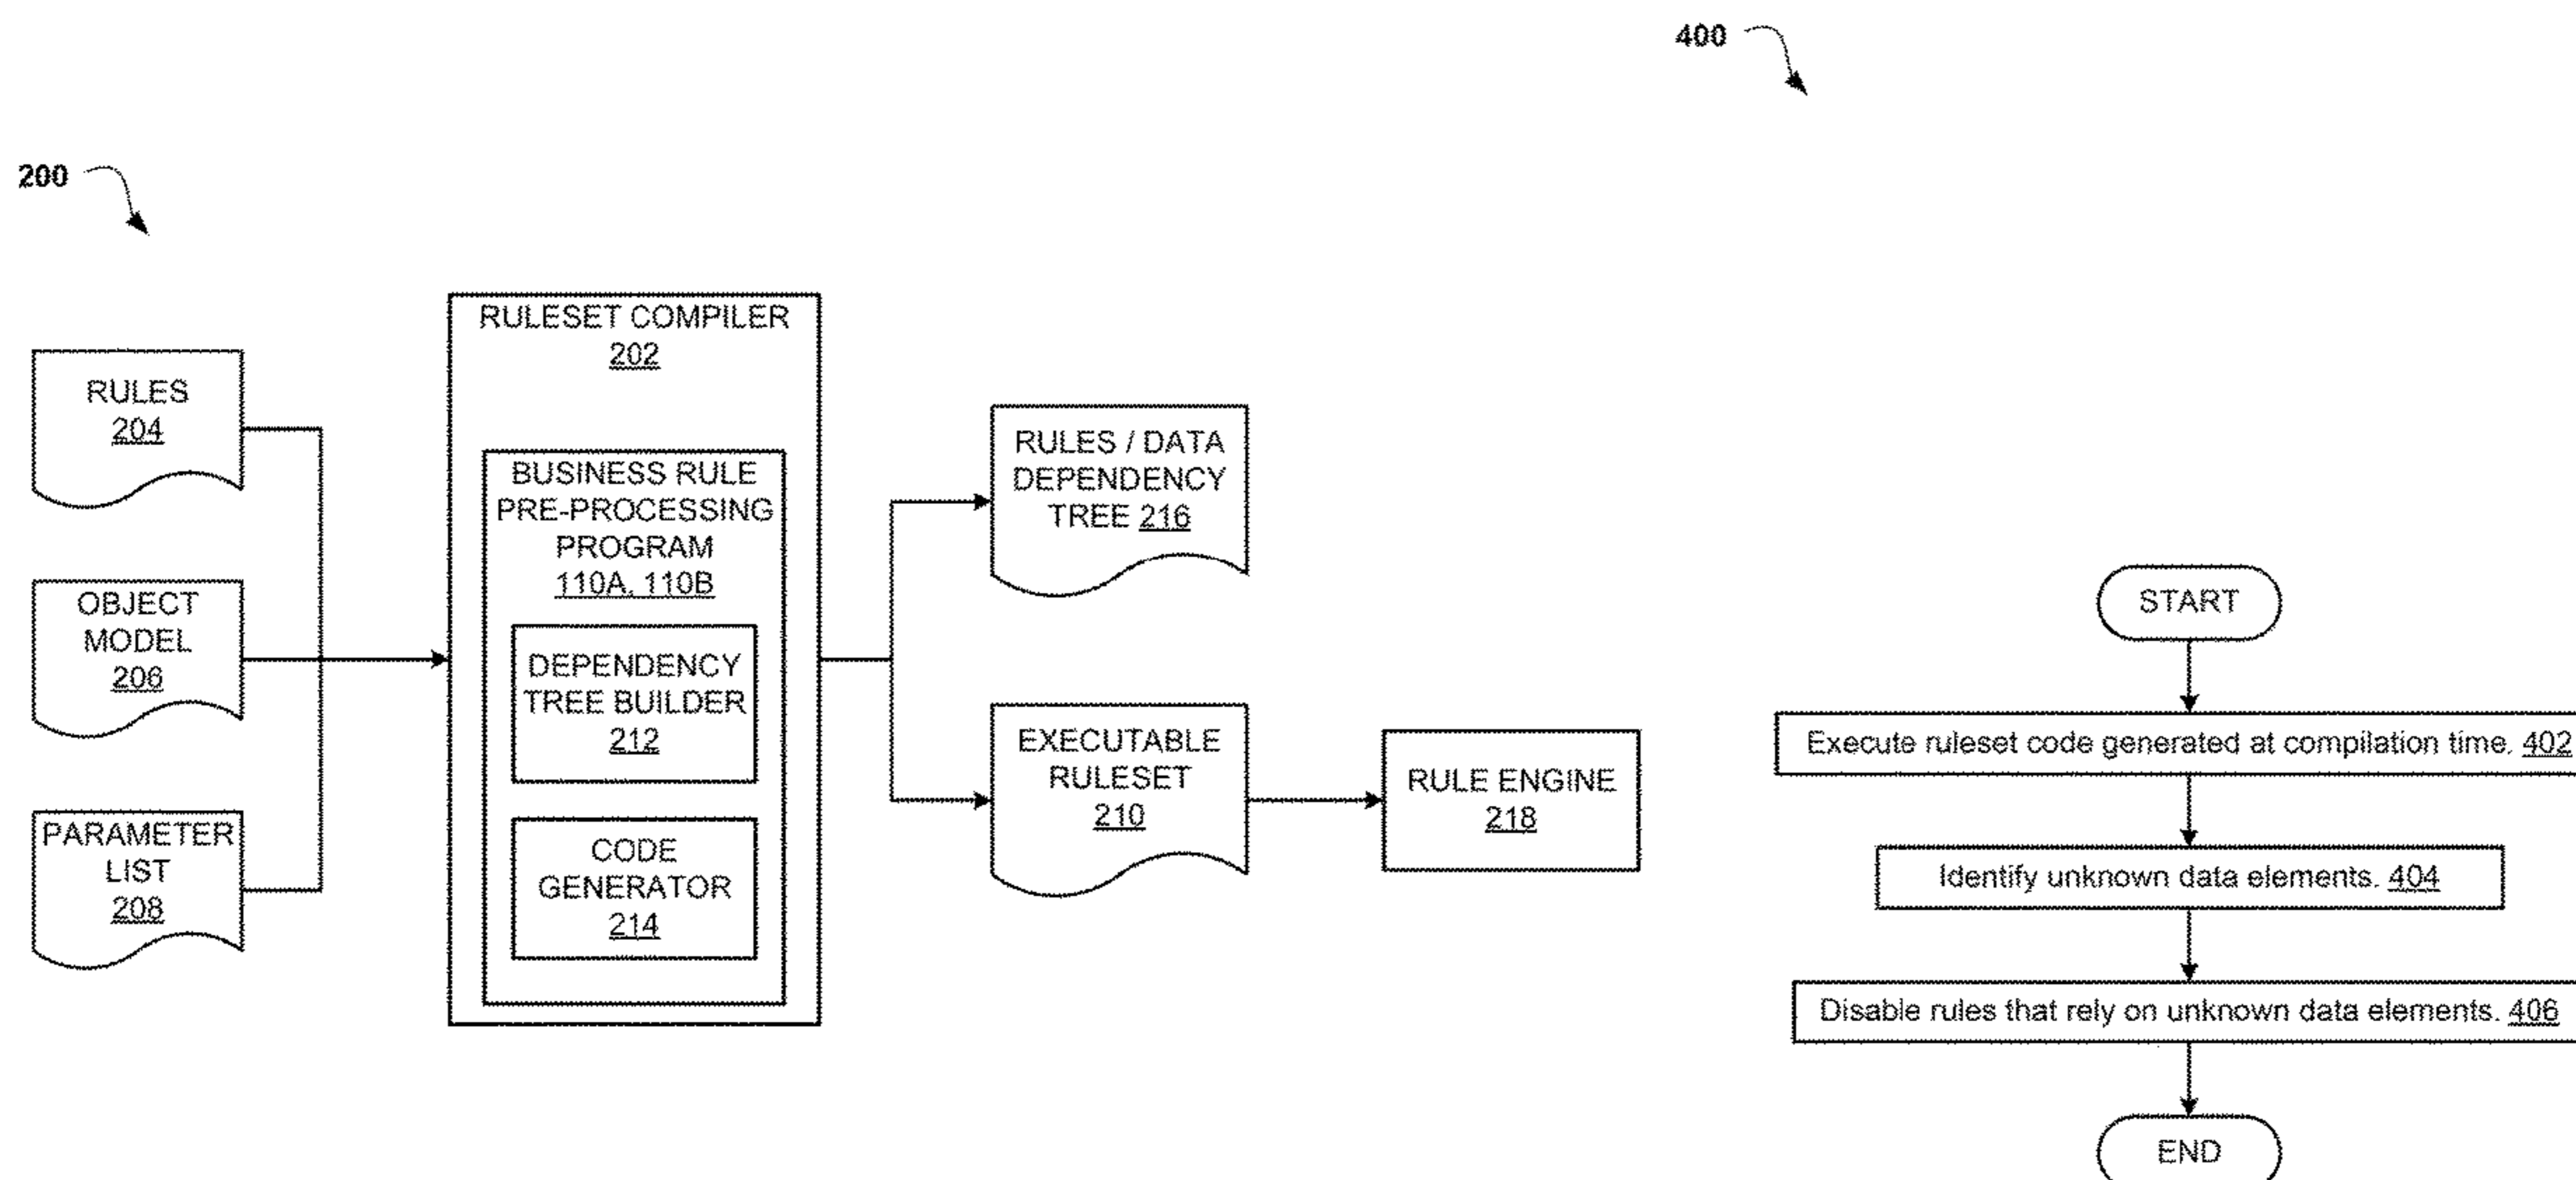 200
RULES
204
OBJECT
MODEL
206
PARAMETER
LIST
208
RULESET COMPILER
202
BUSINESS RULE
PRE-PROCESSING
PROGRAM
110A, 110B
DEPENDENCY
TREE BUILDER
212
CODE
GENERATOR
214
RULES / DATA
DEPENDENCY
TREE 216
EXECUTABLE
RULESET
210
RULE ENGINE
218
400
START
Execute ruleset code generated at compilation time. 402
Identify unknown data elements. 404
Disable rules that rely on unknown data elements. 406
END